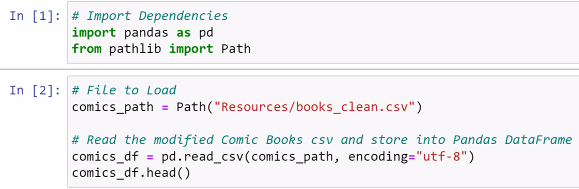 In [1]: # Import Dependencies
import pandas as pd
from pathlib import Path
In [2]: # File to Load
comics_path = Path("Resources/books_clean.csv")
# Read the modified Comic Books csv and store into Pandas DataFrame
comics_df = pd.read_csv(comics_path, encoding="utf-8")
comics_df.head()